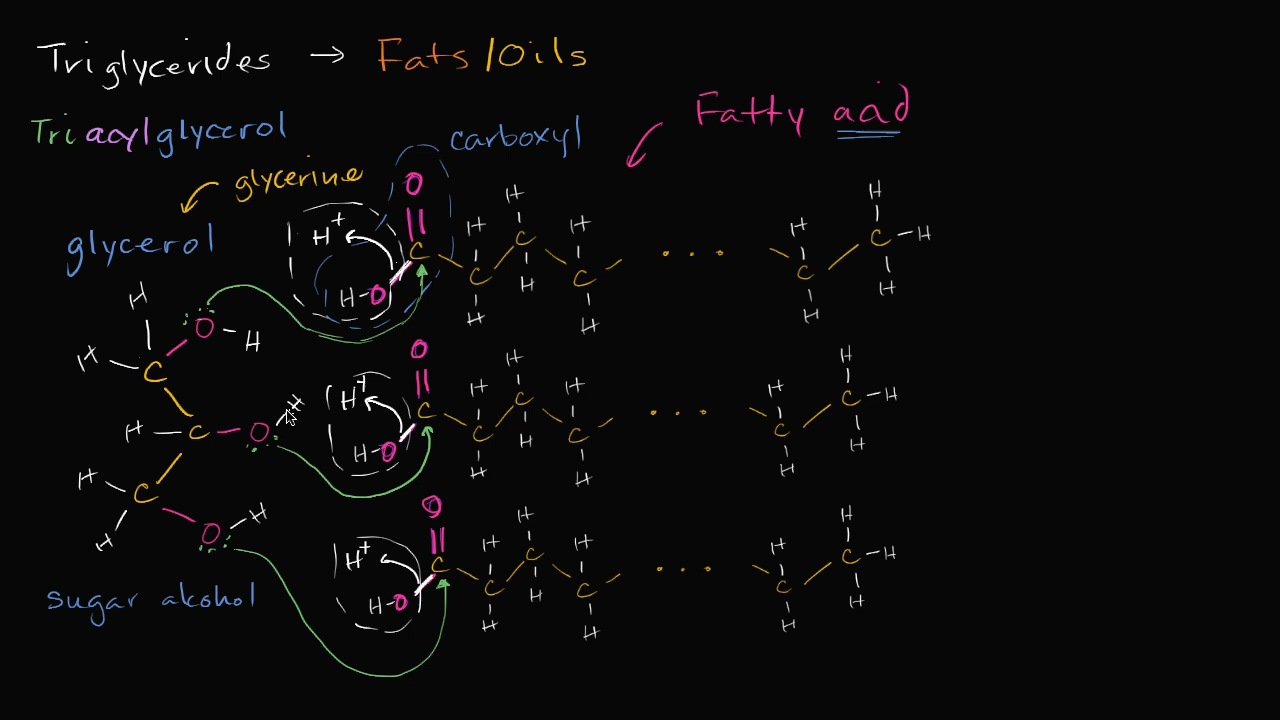 Triglycerides → Fats/Oils
Triacylglycerol
carboxyl
Fatty acid
glycerine
glycerol
O H H H H H
H+ C C C C H
H-O C C C
H H H H H
H O-H
H C
H-C-O H
H C
H O H
O H H H H
H+ C C C-H
H-O C C C
H H H H H
O H H H H
H+ C C C-H
H-O C C C
H H H H H
sugar alcohol